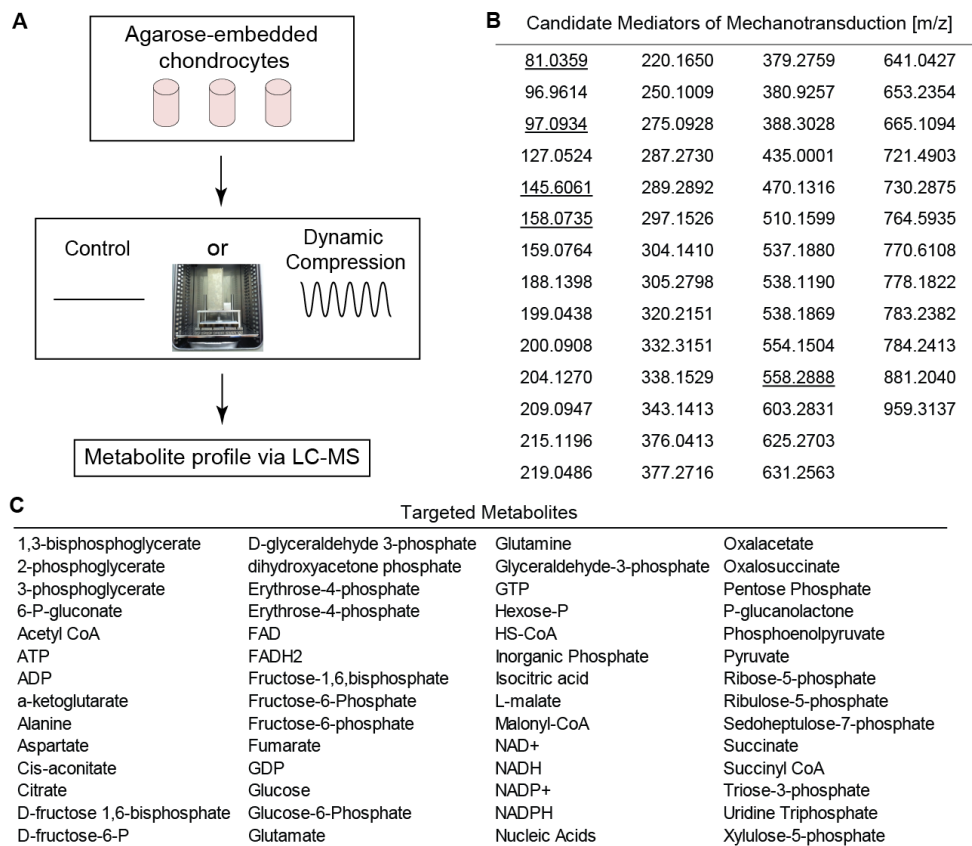 A
Agarose-embedded
chondrocytes
Control
or
Dynamic
Compression
Metabolite profile via LC-MS
B
Candidate Mediators of Mechanotransduction [m/z]
81.0359 220.1650 379.2759 641.0427
96.9614 250.1009 380.9257 653.2354
97.0934 275.0928 388.3028 665.1094
127.0524 287.2730 435.0001 721.4903
145.6061 289.2892 470.1316 730.2875
158.0735 297.1526 510.1599 764.5935
159.0764 304.1410 537.1880 770.6108
188.1398 305.2798 538.1190 778.1822
199.0438 320.2151 538.1869 783.2382
200.0908 332.3151 554.1504 784.2413
204.1270 338.1529 558.2888 881.2040
209.0947 343.1413 603.2831 959.3137
215.1196 376.0413 625.2703
219.0486 377.2716 631.2563
C
Targeted Metabolites
1,3-bisphosphoglycerate D-glyceraldehyde 3-phosphate Glutamine Oxalacetate
2-phosphoglycerate dihydroxyacetone phosphate Glyceraldehyde-3-phosphate Oxalosuccinate
3-phosphoglycerate Erythrose-4-phosphate GTP Pentose Phosphate
6-P-gluconate Erythrose-4-phosphate Hexose-P P-glucanolactone
Acetyl CoA FAD HS-CoA Phosphoenolpyruvate
ATP FADH2 Inorganic Phosphate Pyruvate
ADP Fructose-1,6,bisphosphate Isocitric acid Ribose-5-phosphate
a-ketoglutarate Fructose-6-Phosphate L-malate Ribulose-5-phosphate
Alanine Fructose-6-phosphate Malonyl-CoA Sedoheptulose-7-phosphate
Aspartate Fumarate NAD+ Succinate
Cis-aconitate GDP NADH Succinyl CoA
Citrate Glucose NADP+ Triose-3-phosphate
D-fructose 1,6-bisphosphate Glucose-6-Phosphate NADPH Uridine Triphosphate
D-fructose-6-P Glutamate Nucleic Acids Xylulose-5-phosphate